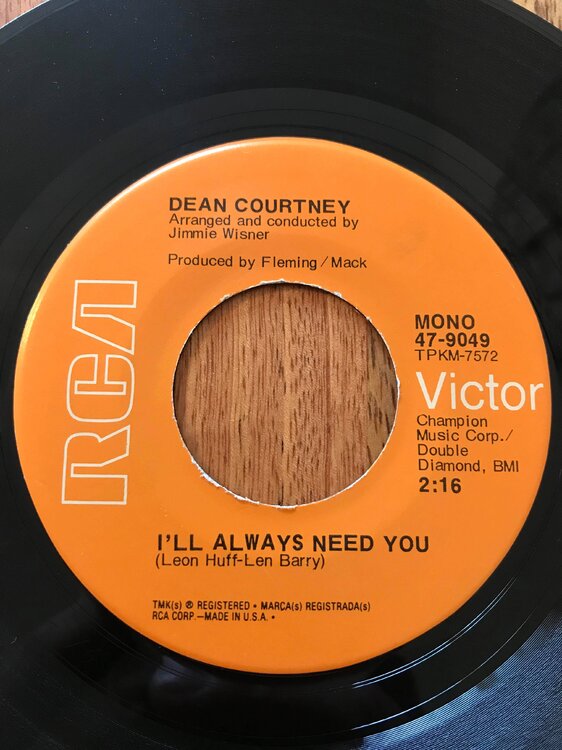 DEAN COURTNEY
Arranged and conducted by
Jimmie Wisner
Produced by Fleming/Mack
RCA
MONO
47-9049
TPKM-7572
Victor
Champion
Music Corp./
Double
Diamond, BMI
2:16
I'LL ALWAYS NEED YOU
(Leon Huff-Len Barry)
TMK(s) ® REGISTERED • MARCA(s) REGISTRADA(s)
RCA CORP.—MADE IN U.S.A. •